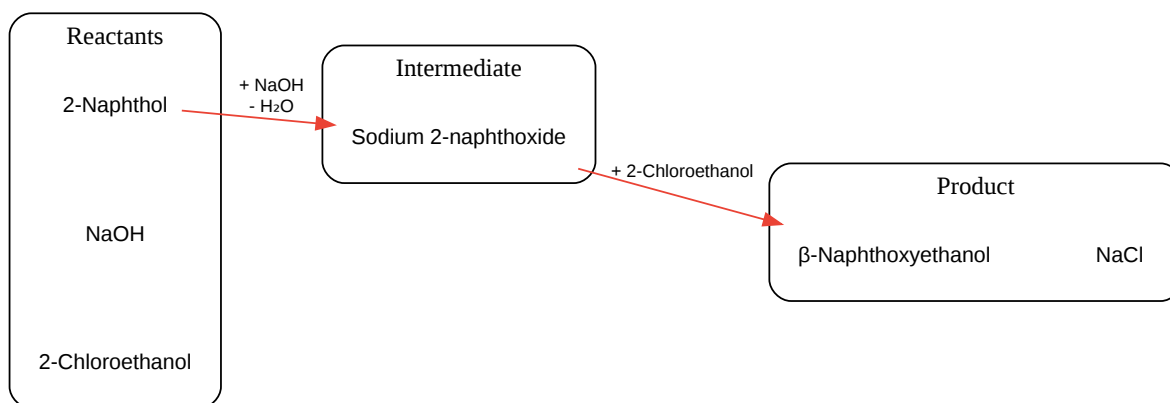 Reactants
2-Naphthol
NaOH
2-Chloroethanol
+ NaOH
- H₂O
Intermediate
Sodium 2-naphthoxide
+ 2-Chloroethanol
Product
β-Naphthoxyethanol NaCl